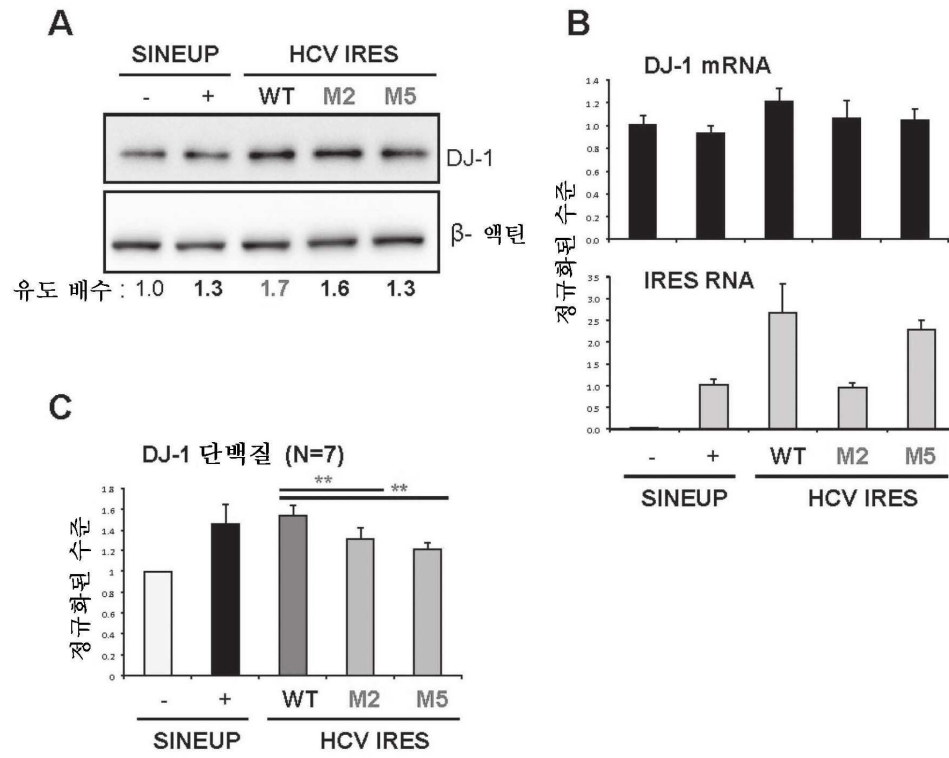 A
SINEUP HCV IRES
- + WT M2 M5
DJ-1
β- 액틴
유도 배수 : 1.0 1.3 1.7 1.6 1.3
B
DJ-1 mRNA
정규화된 수준
1.4
1.2
1.0
0.8
0.6
0.4
0.2
0.0
IRES RNA
3.5
3.0
2.5
2.0
1.5
1.0
0.5
0.0
- + WT M2 M5
SINEUP HCV IRES
C
DJ-1 단백질 (N=7)
정규화된 수준
** **
1.8
1.6
1.4
1.2
1
0.8
0.6
0.4
0.2
0
- + WT M2 M5
SINEUP HCV IRES